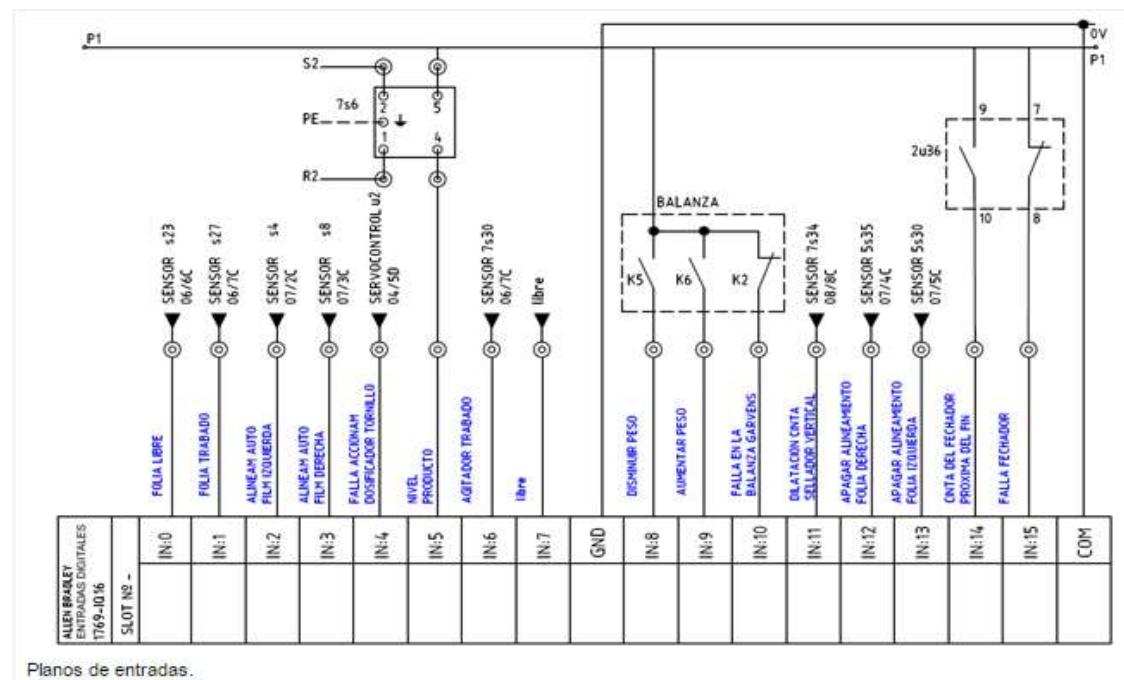 P1
0V
P1
S2
7s6
2
5
PE
1
4
R2
9
7
2u36
10
8
BALANZA
K5
K6
K2
SENSOR s23
06/6C
SENSOR s27
06/7C
SENSOR s4
07/2C
SENSOR s8
07/3C
SERVOCONTROL u2
04/5D
SENSOR 7s30
06/7C
libre
SENSOR 7s34
08/8C
SENSOR 5s35
07/4C
SENSOR 5s30
07/5C
FOLIA LIBRE
FOLIA TRABADO
ALINEAM AUTO
FILM IZQUIERDA
ALINEAM AUTO
FILM DERECHA
FALLA ACCIONAM
DOSIFICADOR TORNILLO
NIVEL
PRODUCTO
AGITADOR TRABADO
libre
DISMINUIR PESO
AUMENTAR PESO
FALLA EN LA
BALANZA GARVENS
DILATACION CINTA
SELLADOR VERTICAL
APAGAR ALINEAMIENTO
FOLIA DERECHA
APAGAR ALINEAMIENTO
FOLIA IZQUIERDA
CINTA DEL FECHADOR
PROXIMA DEL FIN
FALLA FECHADOR
ALLEN BRADLEY
ENTRADAS DIGITALES
1769-IQ16
SLOT Nº -
IN:0
IN:1
IN:2
IN:3
IN:4
IN:5
IN:6
IN:7
GND
IN:8
IN:9
IN:10
IN:11
IN:12
IN:13
IN:14
IN:15
COM
Planos de entradas.